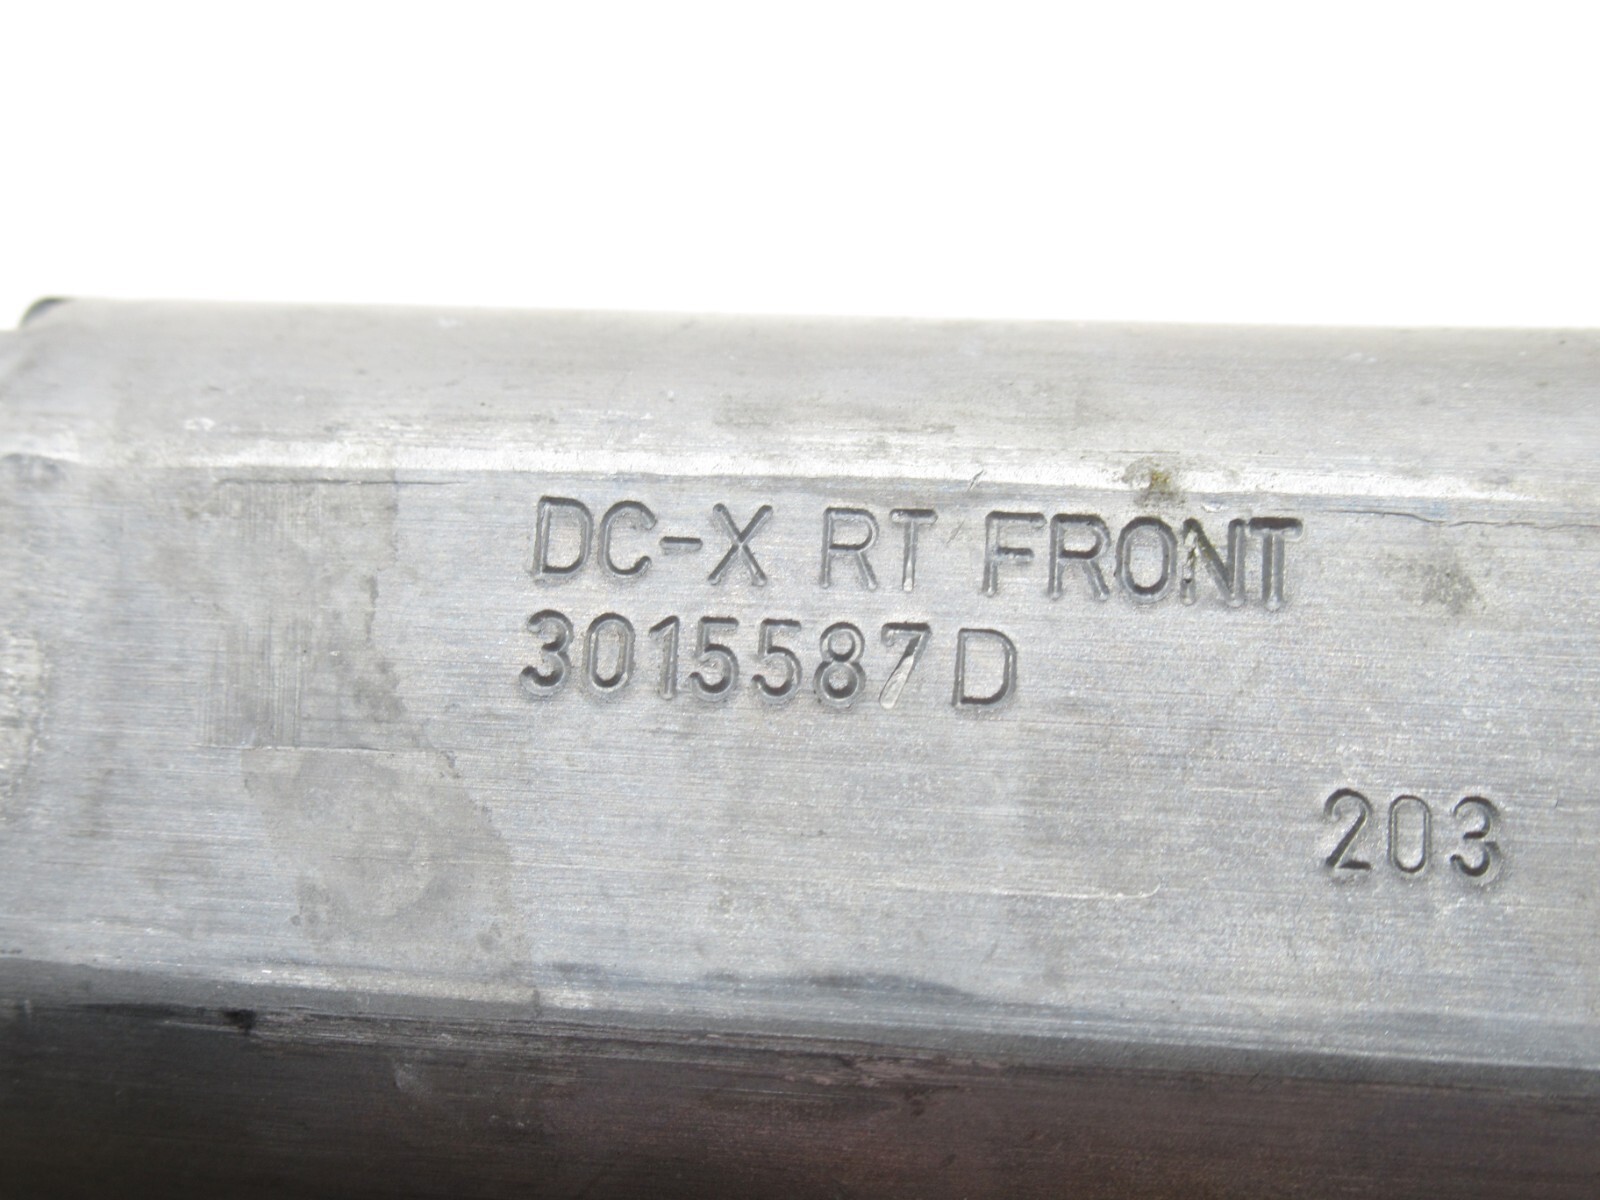 DC-X RT FRONT
3015587D
203